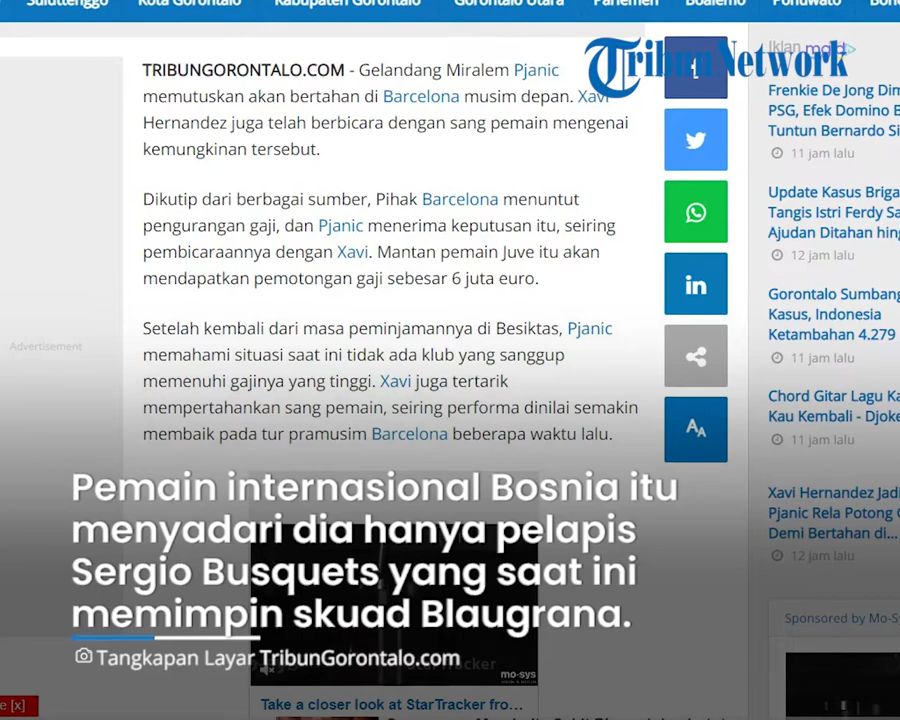 Suluttenggo Kota Gorontalo Kabupaten Gorontalo Gorontalo Utara Parlemen Boalemo Pohuwato
Tribun Network
TRIBUNGORONTALO.COM - Gelandang Miralem Pjanic
memutuskan akan bertahan di Barcelona musim depan. Xavi
Hernandez juga telah berbicara dengan sang pemain mengenai
kemungkinan tersebut.
Dikutip dari berbagai sumber, Pihak Barcelona menuntut
pengurangan gaji, dan Pjanic menerima keputusan itu, seiring
pembicaraannya dengan Xavi. Mantan pemain Juve itu akan
mendapatkan pemotongan gaji sebesar 6 juta euro.
Setelah kembali dari masa peminjamannya di Besiktas, Pjanic
memahami situasi saat ini tidak ada klub yang sanggup
memenuhi gajinya yang tinggi. Xavi juga tertarik
mempertahankan sang pemain, seiring performa dinilai semakin
membaik pada tur pramusim Barcelona beberapa waktu lalu.
Advertisement
Iklan mgid
Frenkie De Jong Dim
PSG, Efek Domino B
Tuntun Bernardo Si
11 jam lalu
Update Kasus Briga
Tangis Istri Ferdy Sa
Ajudan Ditahan hing
12 jam lalu
Gorontalo Sumbang
Kasus, Indonesia
Ketambahan 4.279
11 jam lalu
Chord Gitar Lagu Ka
Kau Kembali - Djoke
11 jam lalu
Xavi Hernandez Jadi
Pjanic Rela Potong G
Demi Bertahan di...
12 jam lalu
Sponsored by Mo-Sy
Pemain internasional Bosnia itu
menyadari dia hanya pelapis
Sergio Busquets yang saat ini
memimpin skuad Blaugrana.
Tangkapan Layar TribunGorontalo.com
mo-sys
e [x]
Take a closer look at StarTracker fro...